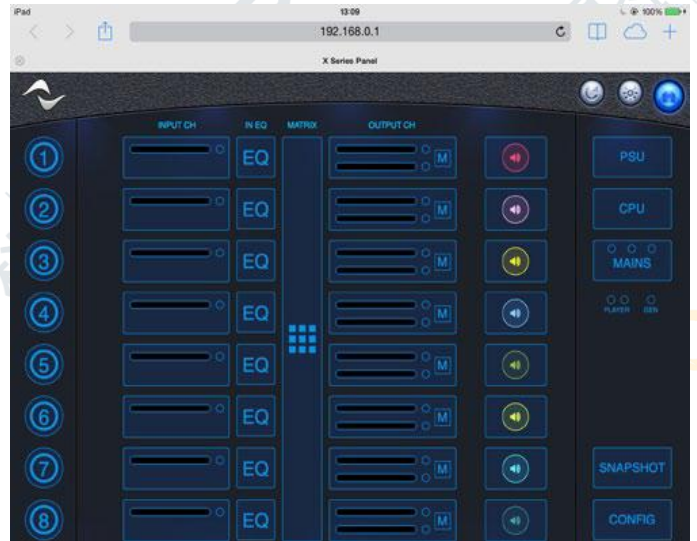 iPad 13:09 100%
192.168.0.1
X Series Panel
INPUT CH IN EQ MATRIX OUTPUT CH
1 EQ M PSU
2 EQ M CPU
3 EQ M MAINS
4 EQ M PLAYER GEN
5 EQ M
6 EQ M
7 EQ M SNAPSHOT
8 EQ M CONFIG